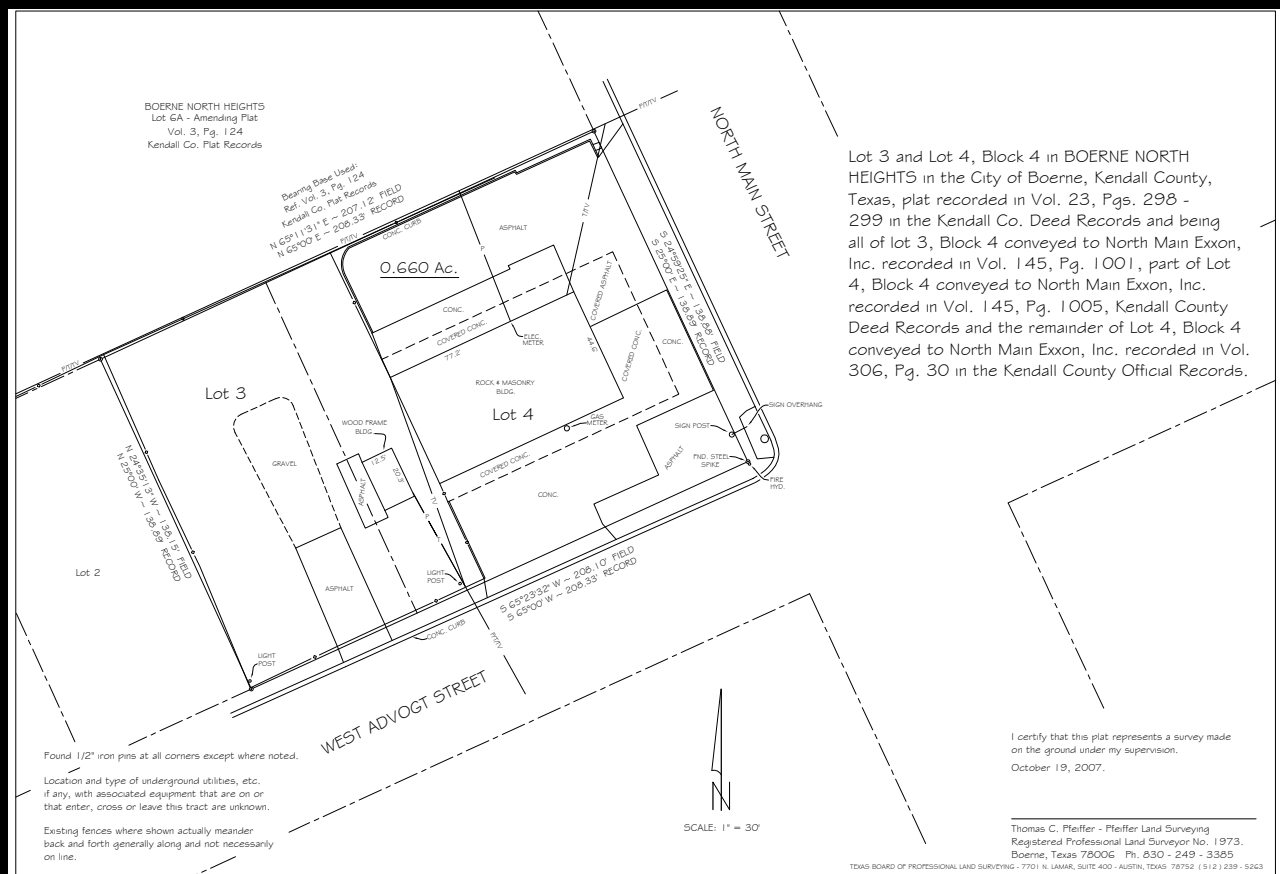 BOERNE NORTH HEIGHTS
Lot 6A - Amending Plat
Vol. 3, Pg. 124
Kendall Co. Plat Records
Bearing Base Used:
Ref. Vol. 3, Pg. 124
Kendall Co. Plat Records
N 65°11'31" E ~ 207.12' FIELD
N 65°00' E ~ 208.33' RECORD
P/T/TV
NORTH MAIN STREET
Lot 3 and Lot 4, Block 4 in BOERNE NORTH
HEIGHTS in the City of Boerne, Kendall County,
Texas, plat recorded in Vol. 23, Pgs. 298 -
299 in the Kendall Co. Deed Records and being
all of lot 3, Block 4 conveyed to North Main Exxon,
Inc. recorded in Vol. 145, Pg. 1001, part of Lot
4, Block 4 conveyed to North Main Exxon, Inc.
recorded in Vol. 145, Pg. 1005, Kendall County
Deed Records and the remainder of Lot 4, Block 4
conveyed to North Main Exxon, Inc. recorded in Vol.
306, Pg. 30 in the Kendall County Official Records.
P/T/TV
CONC. CURB
ASPHALT
T/TV
P
0.660 Ac.
S 24°59'25" E ~ 138.88' FIELD
S 25°00' E ~ 138.89' RECORD
CONC.
COVERED CONC.
COVERED ASPHALT
ELEC.
METER
77.2'
44.6'
COVERED CONC.
CONC.
P/T/TV
Lot 3
ROCK & MASONRY
BLDG.
Lot 4
GAS
METER
SIGN OVERHANG
SIGN POST
WOOD FRAME
BLDG.
12.5'
20.3'
GRAVEL
ASPHALT
COVERED CONC.
ASPHALT
FND. STEEL
SPIKE
FIRE
HYD.
CONC.
TV
P
N 24°35'13" W ~ 138.15' FIELD
N 25°00' W ~ 138.89' RECORD
Lot 2
ASPHALT
LIGHT
POST
S 65°23'32" W ~ 208.10' FIELD
S 65°00' W ~ 208.33' RECORD
CONC. CURB
P/T/TV
LIGHT
POST
WEST ADVOGT STREET
Found 1/2" iron pins at all corners except where noted.
Location and type of underground utilities, etc.
if any, with associated equipment that are on or
that enter, cross or leave this tract are unknown.
Existing fences where shown actually meander
back and forth generally along and not necessarily
on line.
N
SCALE: 1" = 30'
I certify that this plat represents a survey made
on the ground under my supervision.
October 19, 2007.
Thomas C. Pfeiffer - Pfeiffer Land Surveying
Registered Professional Land Surveyor No. 1973.
Boerne, Texas 78006 Ph. 830 - 249 - 3385
TEXAS BOARD OF PROFESSIONAL LAND SURVEYING - 7701 N. LAMAR, SUITE 400 - AUSTIN, TEXAS 78752 (512) 239 - 5263